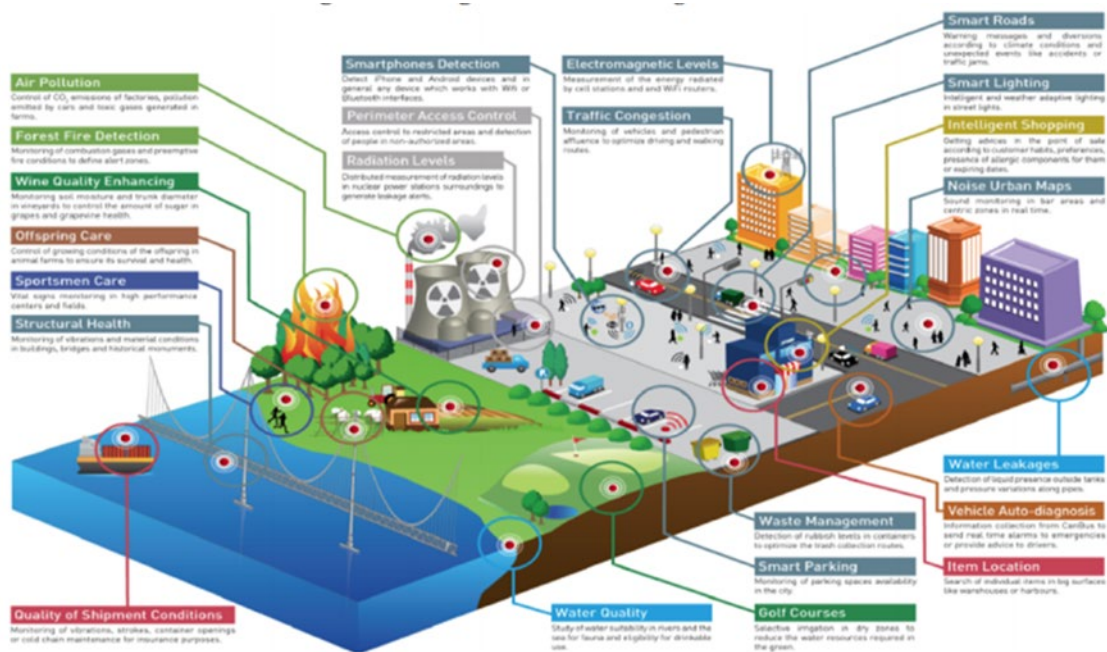 Air Pollution
Control of CO₂ emissions of factories, pollution
emitted by cars and toxic gases generated in
farms.
Forest Fire Detection
Monitoring of combustion gases and preemptive
fire conditions to define alert zones.
Wine Quality Enhancing
Monitoring soil moisture and trunk diameter
in vineyards to control the amount of sugar in
grapes and grapevine health.
Offspring Care
Control of growing conditions of the offspring in
animal farms to ensure its survival and health.
Sportsmen Care
Vital signs monitoring in high performance
centers and fields.
Structural Health
Monitoring of vibrations and material conditions
in buildings, bridges and historical monuments.
Quality of Shipment Conditions
Monitoring of vibrations, strokes, container openings
or cold chain maintenance for insurance purposes.
Smartphones Detection
Detect iPhone and Android devices and in
general any device which works with Wifi or
Bluetooth interfaces.
Perimeter Access Control
Access control to restricted areas and detection
of people in non-authorized areas.
Radiation Levels
Distributed measurement of radiation levels
in nuclear power stations surroundings to
generate leakage alerts.
Electromagnetic Levels
Measurement of the energy radiated
by cell stations and and WiFi routers.
Traffic Congestion
Monitoring of vehicles and pedestrian
affluence to optimize driving and walking
routes.
Smart Roads
Warning messages and diversions
according to climate conditions and
unexpected events like accidents or
traffic jams.
Smart Lighting
Intelligent and weather adaptive lighting
in street lights.
Intelligent Shopping
Getting advices in the point of sale
according to customer habits, preferences,
presence of allergic components for them
or expiring dates.
Noise Urban Maps
Sound monitoring in bar areas and
centric zones in real time.
Water Leakages
Detection of liquid presence outside tanks
and pressure variations along pipes.
Vehicle Auto-diagnosis
Information collection from CanBus to
send real time alarms to emergencies
or provide advice to drivers.
Item Location
Search of individual items in big surfaces
like warehouses or harbours.
Waste Management
Detection of rubbish levels in containers
to optimize the trash collection routes.
Smart Parking
Monitoring of parking spaces availability
in the city.
Golf Courses
Selective irrigation in dry zones to
reduce the water resources required in
the green.
Water Quality
Study of water suitability in rivers and the
sea for fauna and eligibility for drinkable
use.